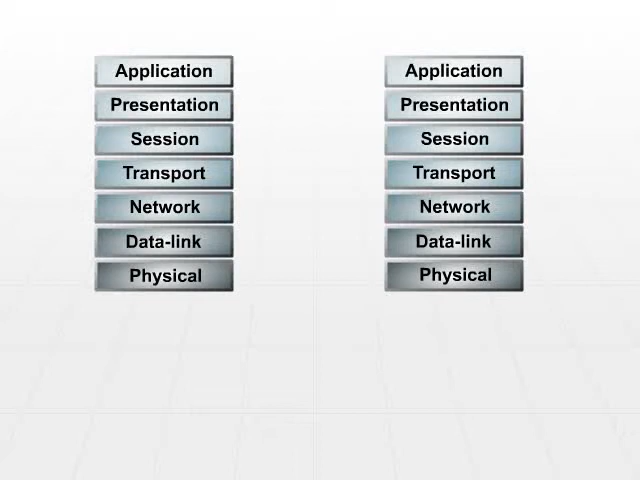 Application
Presentation
Session
Transport
Network
Data-link
Physical
Application
Presentation
Session
Transport
Network
Data-link
Physical